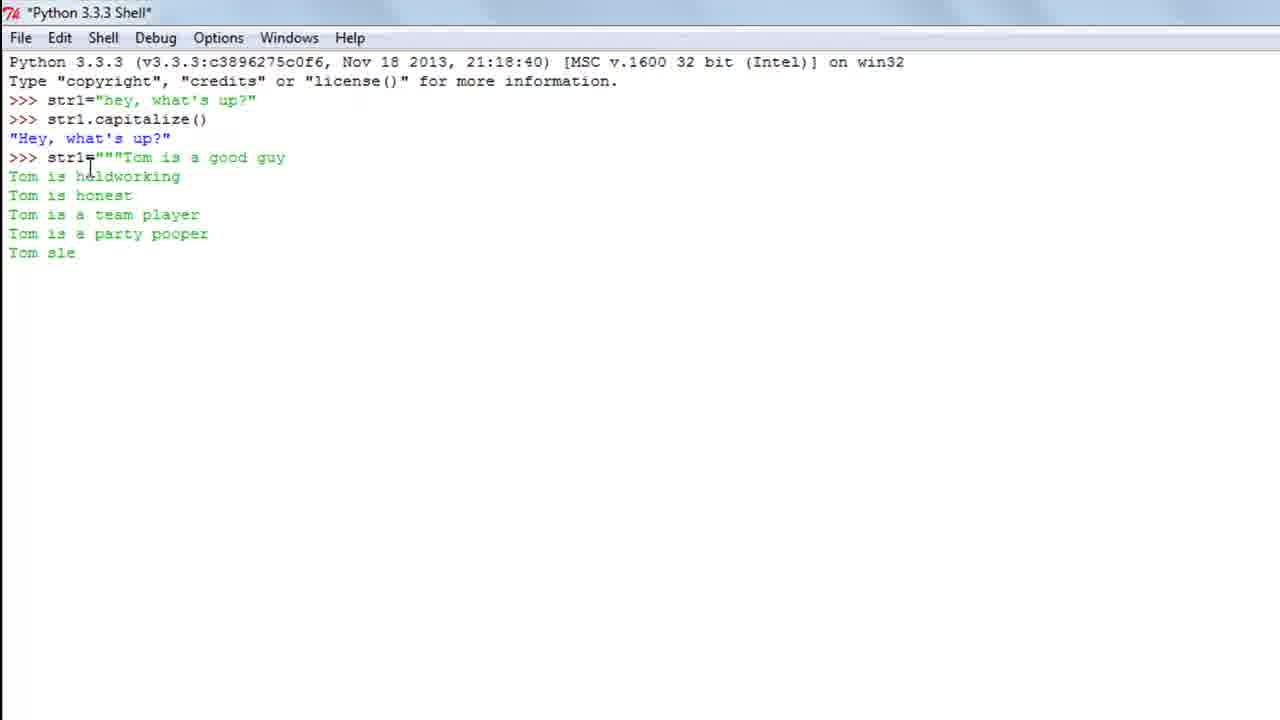 *Python 3.3.3 Shell*
File Edit Shell Debug Options Windows Help
Python 3.3.3 (v3.3.3:c3896275c0f6, Nov 18 2013, 21:18:40) [MSC v.1600 32 bit (Intel)] on win32
Type "copyright", "credits" or "license()" for more information.
>>> str1="hey, what's up?"
>>> str1.capitalize()
"Hey, what's up?"
>>> str1="""Tom is a good guy
Tom is haldworking
Tom is honest
Tom is a team player
Tom is a party pooper
Tom sle